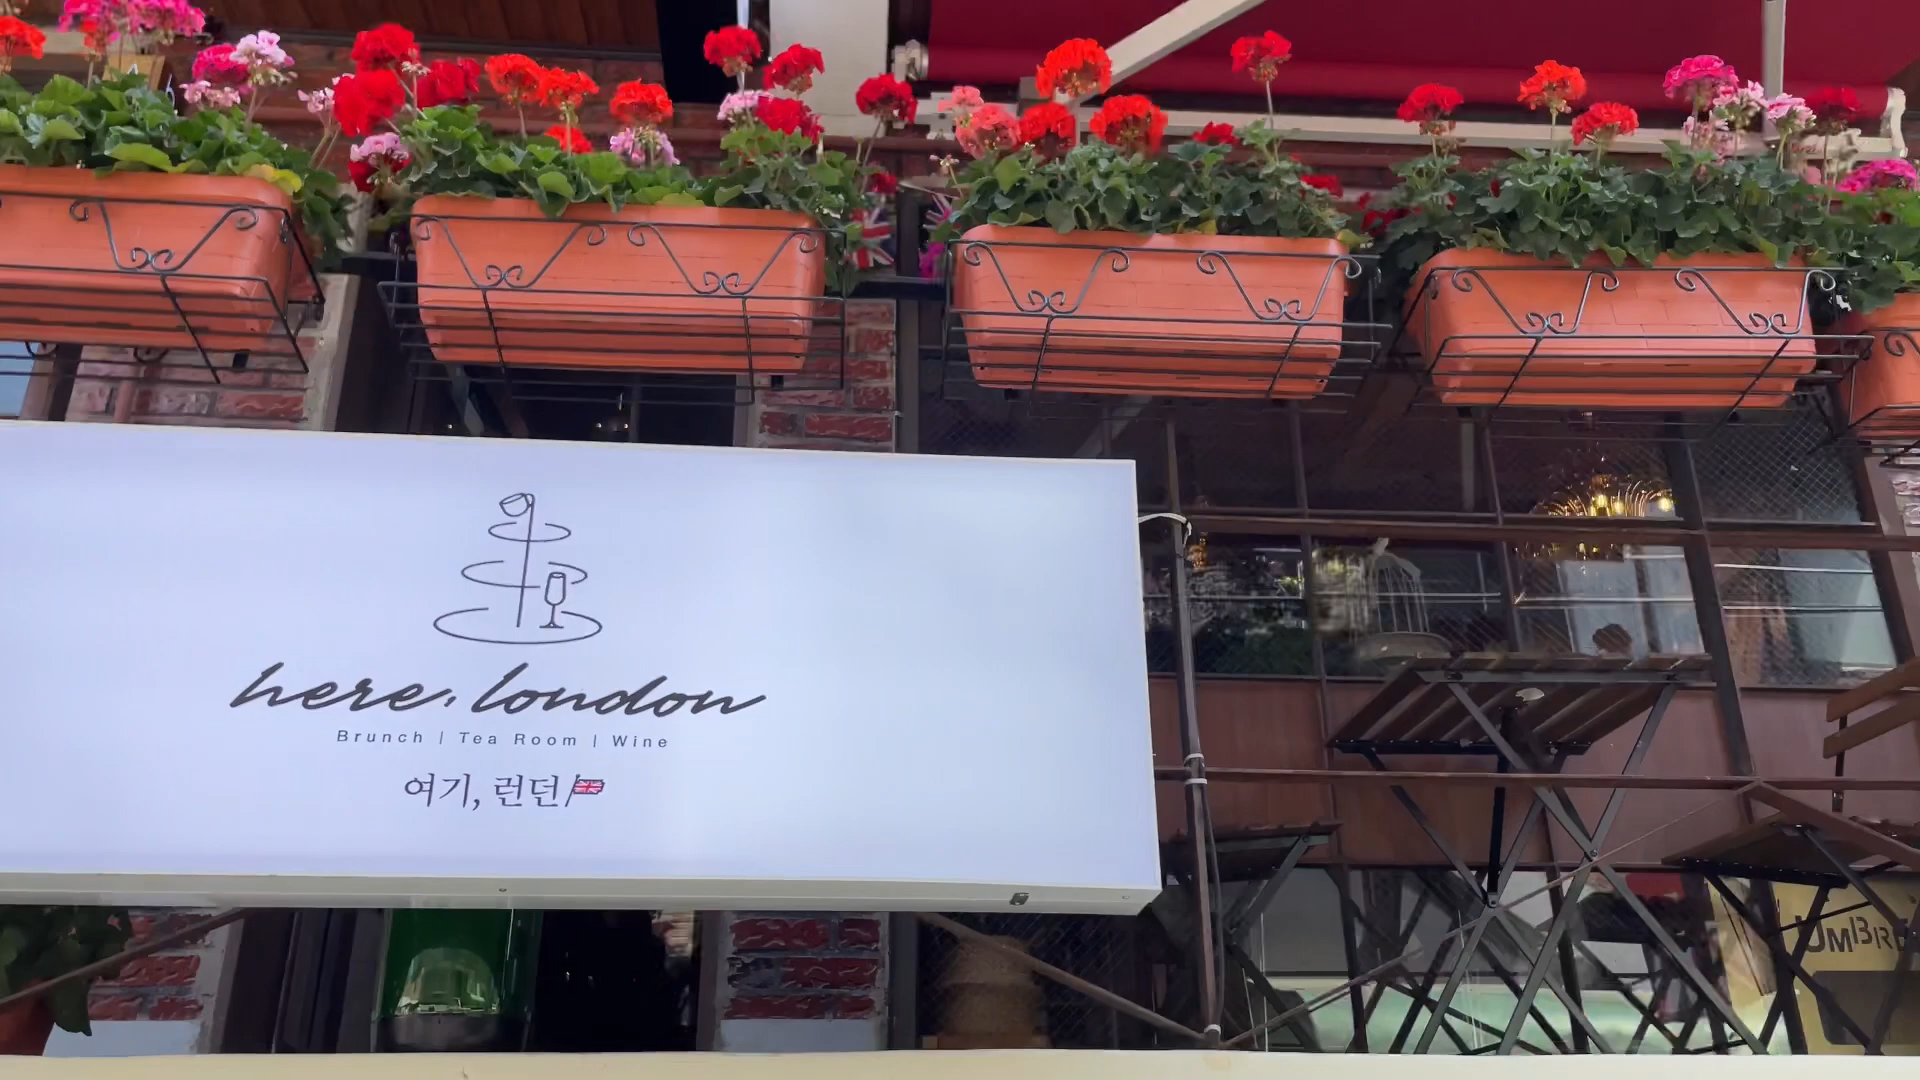 here, london
Brunch | Tea Room | Wine
여기, 런던